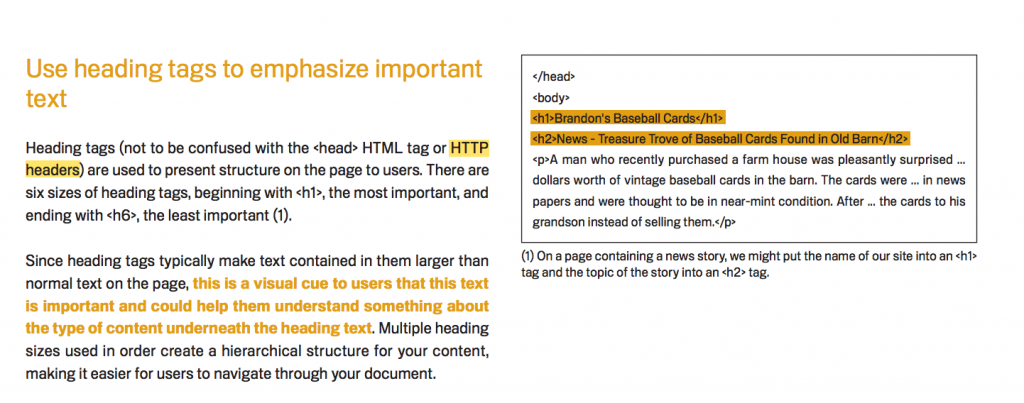 Use heading tags to emphasize important
text
Heading tags (not to be confused with the <head> HTML tag or HTTP
headers) are used to present structure on the page to users. There are
six sizes of heading tags, beginning with <h1>, the most important, and
ending with <h6>, the least important (1).
Since heading tags typically make text contained in them larger than
normal text on the page, this is a visual cue to users that this text
is important and could help them understand something about
the type of content underneath the heading text. Multiple heading
sizes used in order create a hierarchical structure for your content,
making it easier for users to navigate through your document.
</head>
<body>
<h1>Brandon's Baseball Cards</h1>
<h2>News - Treasure Trove of Baseball Cards Found in Old Barn</h2>
<p>A man who recently purchased a farm house was pleasantly surprised ...
dollars worth of vintage baseball cards in the barn. The cards were ... in news
papers and were thought to be in near-mint condition. After ... the cards to his
grandson instead of selling them.</p>
(1) On a page containing a news story, we might put the name of our site into an <h1>
tag and the topic of the story into an <h2> tag.